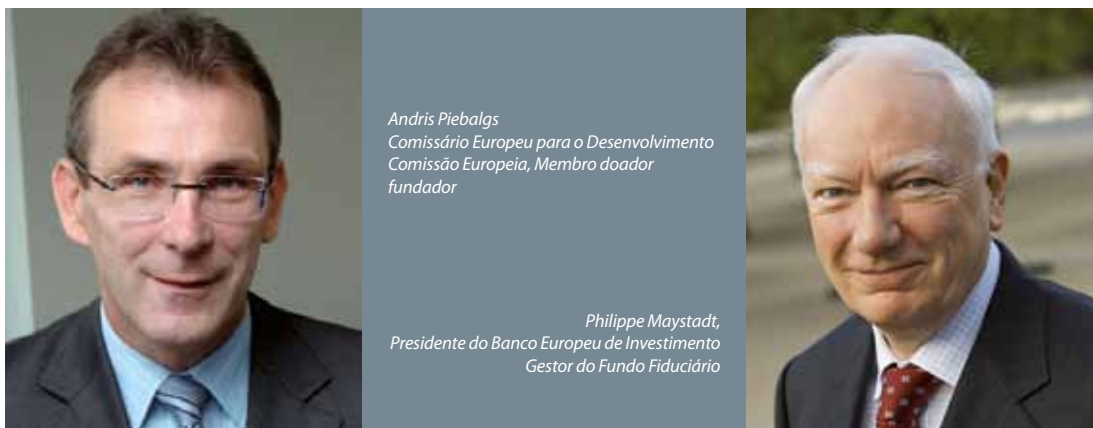 Andris Piebalgs
Comissário Europeu para o Desenvolvimento
Comissão Europeia, Membro doador
fundador
Philippe Maystadt,
Presidente do Banco Europeu de Investimento
Gestor do Fundo Fiduciário